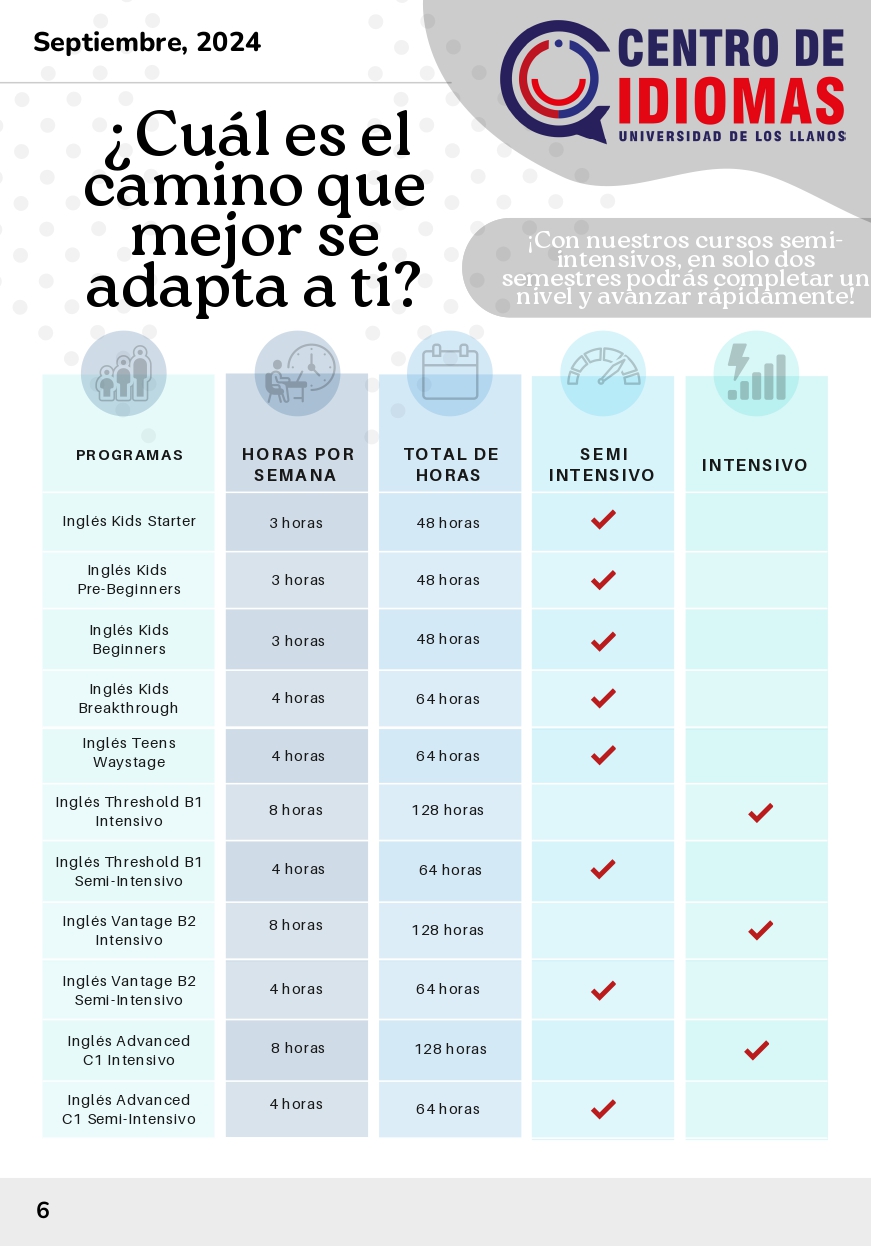 Septiembre, 2024
CENTRO DE
IDIOMAS
UNIVERSIDAD DE LOS LLANOS
¿Cuál es el
camino que
mejor se
adapta a ti?
¡Con nuestros cursos semi-
intensivos, en solo dos
semestres podrás completar un
nivel y avanzar rápidamente!
PROGRAMAS
HORAS POR
SEMANA
TOTAL DE
HORAS
SEMI
INTENSIVO
INTENSIVO
Inglés Kids Starter
3 horas
48 horas
Inglés Kids
Pre-Beginners
3 horas
48 horas
Inglés Kids
Beginners
3 horas
48 horas
Inglés Kids
Breakthrough
4 horas
64 horas
Inglés Teens
Waystage
4 horas
64 horas
Inglés Threshold B1
Intensivo
8 horas
128 horas
Inglés Threshold B1
Semi-Intensivo
4 horas
64 horas
Inglés Vantage B2
Intensivo
8 horas
128 horas
Inglés Vantage B2
Semi-Intensivo
4 horas
64 horas
Inglés Advanced
C1 Intensivo
8 horas
128 horas
Inglés Advanced
C1 Semi-Intensivo
4 horas
64 horas
6